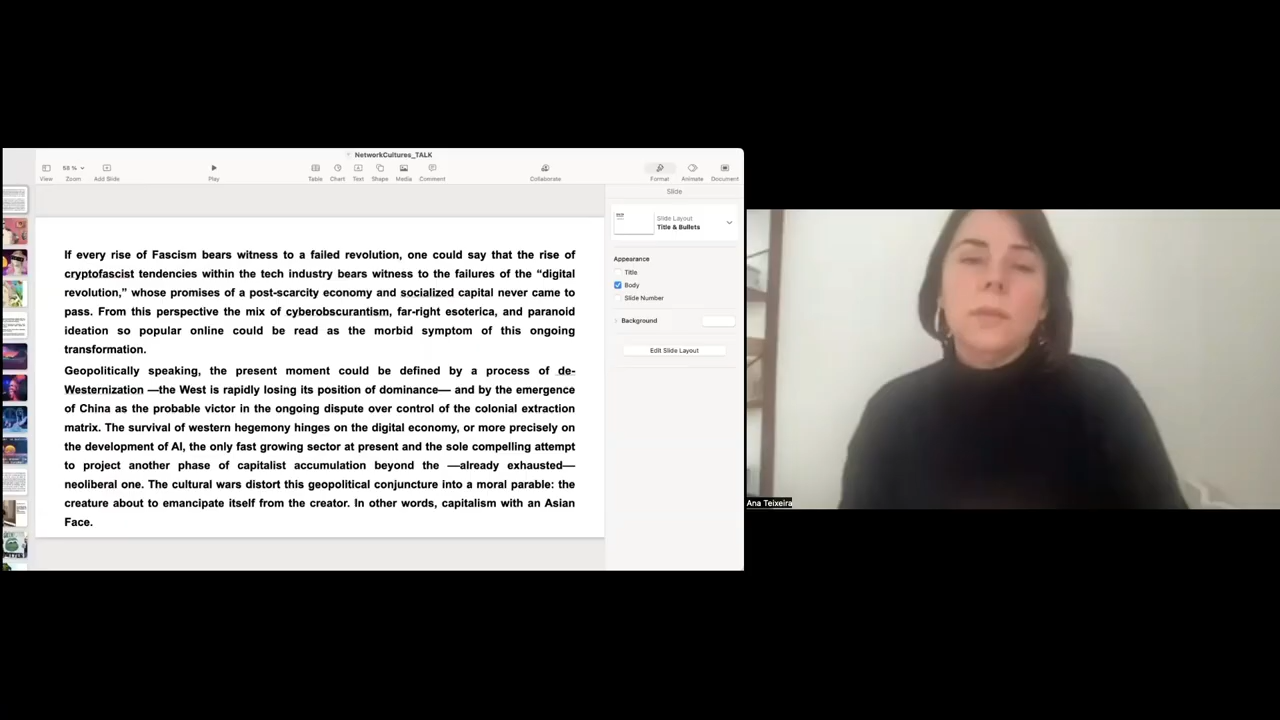 NetworkCultures_TALK
58 %
View
Zoom
Add Slide
Play
Table
Chart
Text
Shape
Media
Comment
Collaborate
Format
Animate
Document
Slide
Slide Layout
Title & Bullets
Appearance
Title
Body
Slide Number
Background
Edit Slide Layout
If every rise of Fascism bears witness to a failed revolution, one could say that the rise of
cryptofascist tendencies within the tech industry bears witness to the failures of the “digital
revolution,” whose promises of a post-scarcity economy and socialized capital never came to
pass. From this perspective the mix of cyberobscurantism, far-right esoterica, and paranoid
ideation so popular online could be read as the morbid symptom of this ongoing
transformation.
Geopolitically speaking, the present moment could be defined by a process of de-
Westernization —the West is rapidly losing its position of dominance— and by the emergence
of China as the probable victor in the ongoing dispute over control of the colonial extraction
matrix. The survival of western hegemony hinges on the digital economy, or more precisely on
the development of AI, the only fast growing sector at present and the sole compelling attempt
to project another phase of capitalist accumulation beyond the —already exhausted—
neoliberal one. The cultural wars distort this geopolitical conjuncture into a moral parable: the
creature about to emancipate itself from the creator. In other words, capitalism with an Asian
Face.
Ana Teixeira